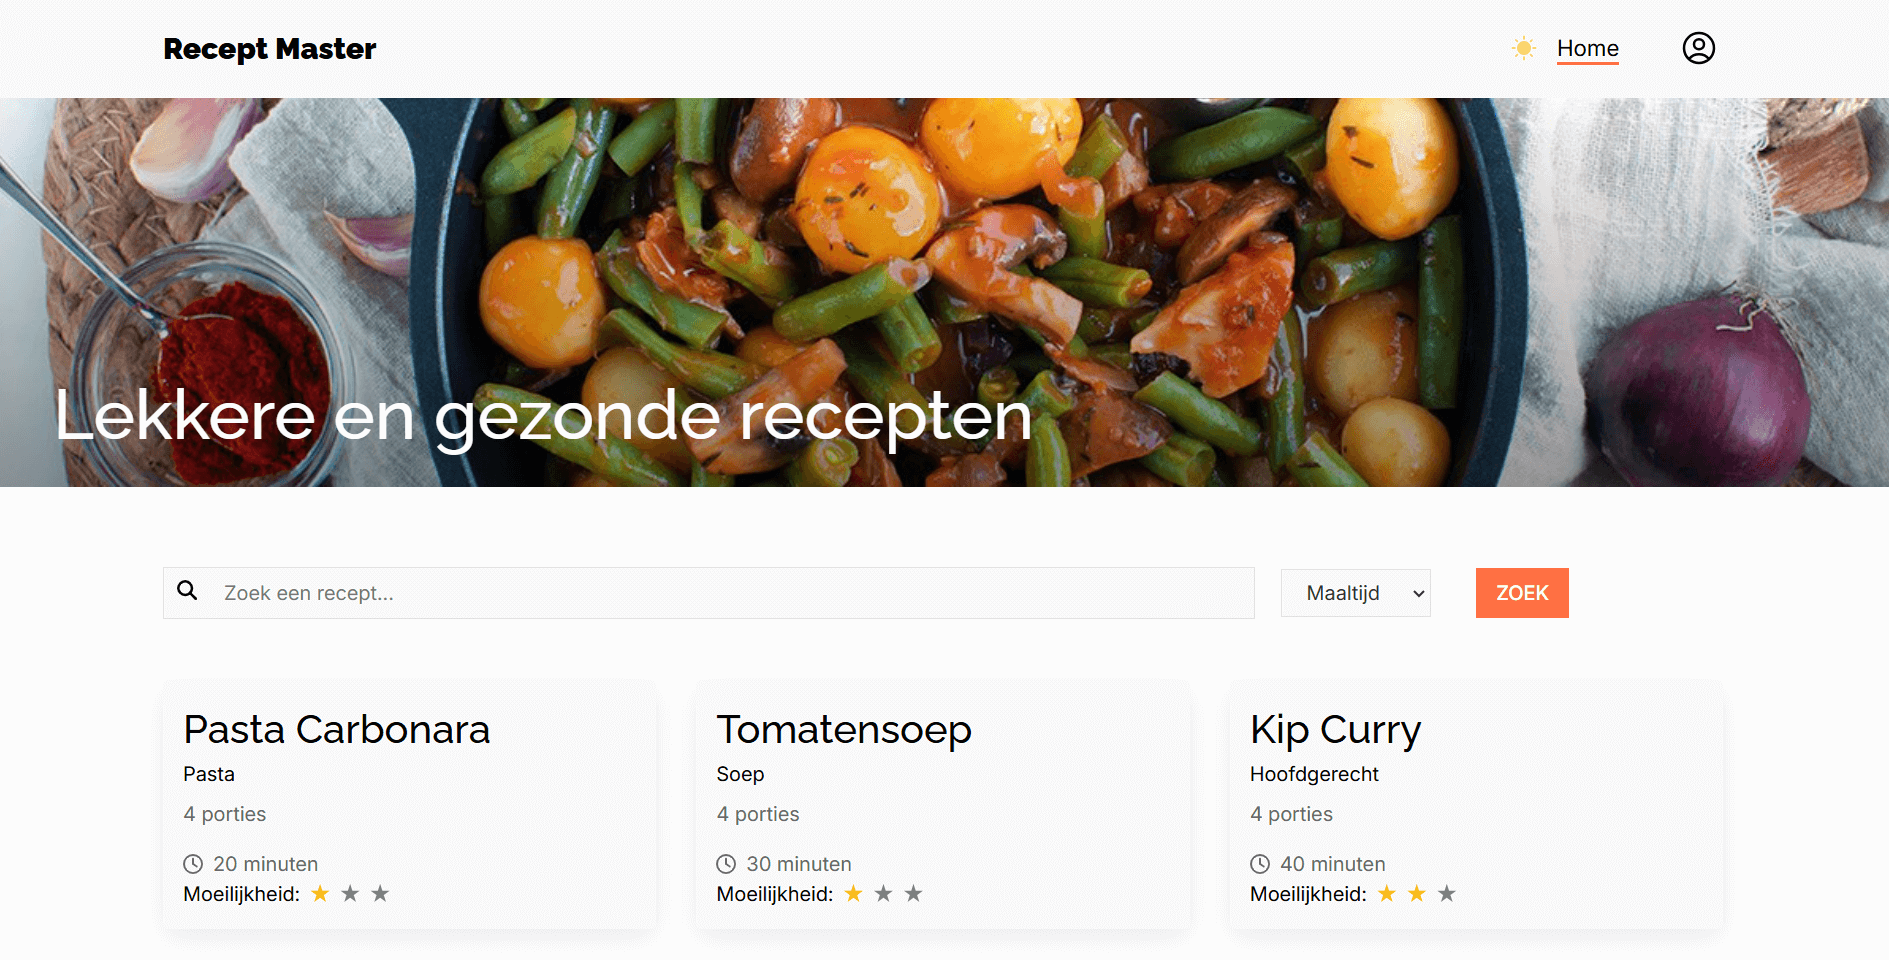 Recept Master
Home
Lekkere en gezonde recepten
Zoek een recept...
Maaltijd
ZOEK
Pasta Carbonara
Pasta
4 porties
20 minuten
Moeilijkheid:
Tomatensoep
Soep
4 porties
30 minuten
Moeilijkheid:
Kip Curry
Hoofdgerecht
4 porties
40 minuten
Moeilijkheid: